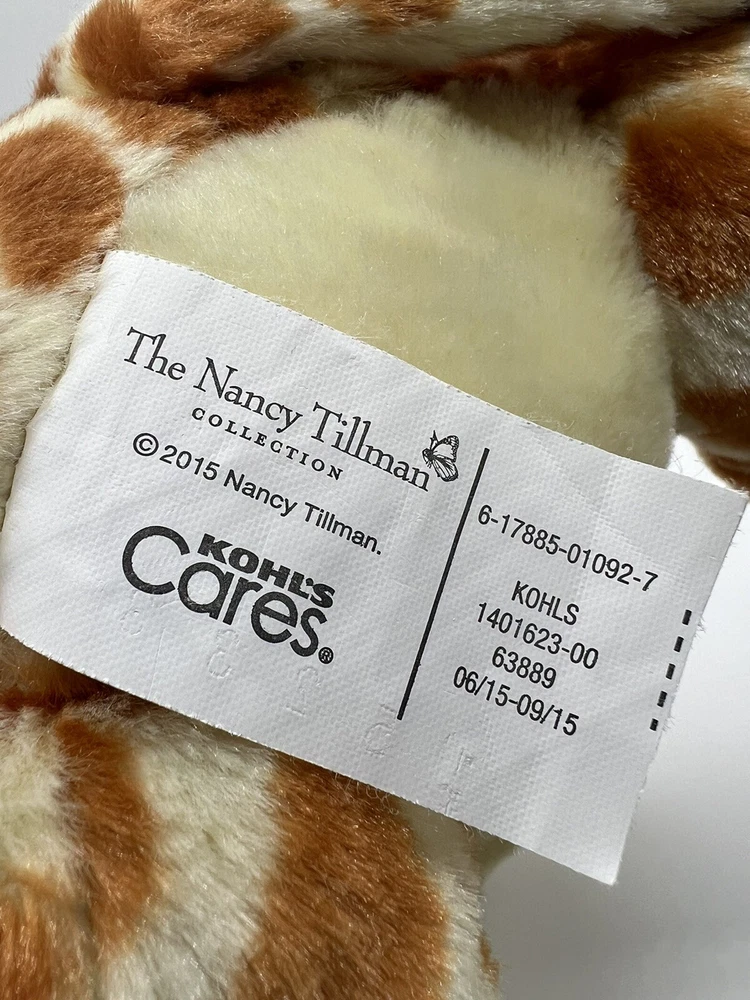 The Nancy Tillman
COLLECTION
©2015 Nancy Tillman.
KOHL'S
Cares®
6-17885-01092-7
KOHLS
1401623-00
63889
06/15-09/15